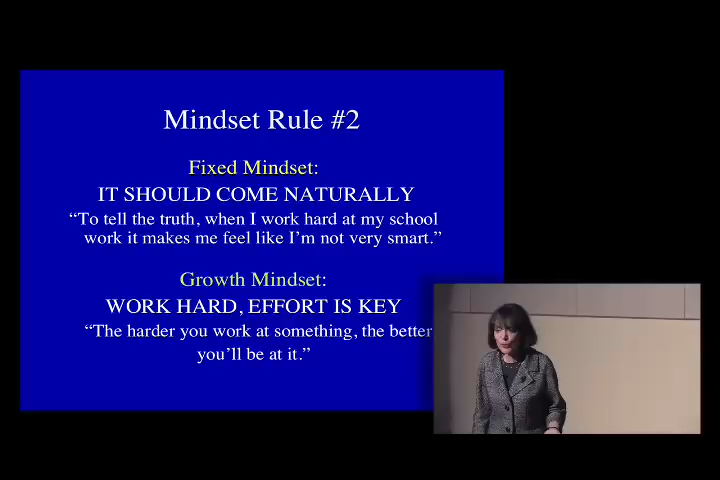 Mindset Rule #2
Fixed Mindset:
IT SHOULD COME NATURALLY
“To tell the truth, when I work hard at my school
work it makes me feel like I’m not very smart.”
Growth Mindset:
WORK HARD, EFFORT IS KEY
“The harder you work at something, the better
you’ll be at it.”